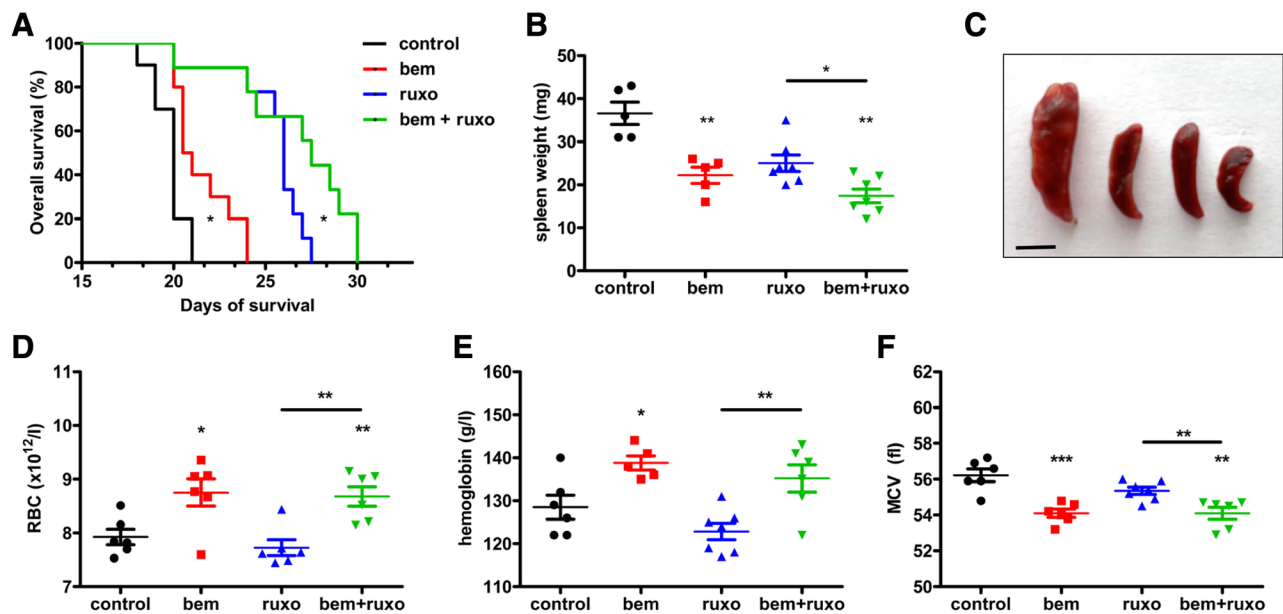 A
Overall survival (%)
100
80
60
40
20
0
15
20
25
30
Days of survival
control
bem
ruxo
bem + ruxo
*
*
B
spleen weight (mg)
50
40
30
20
10
0
**
*
**
control
bem
ruxo
bem+ruxo
C
D
RBC (x10¹²/l)
11
10
9
8
7
*
**
**
control
bem
ruxo
bem+ruxo
E
hemoglobin (g/l)
160
150
140
130
120
110
*
**
control
bem
ruxo
bem+ruxo
F
MCV (fl)
62
60
58
56
54
50
***
**
**
control
bem
ruxo
bem+ruxo